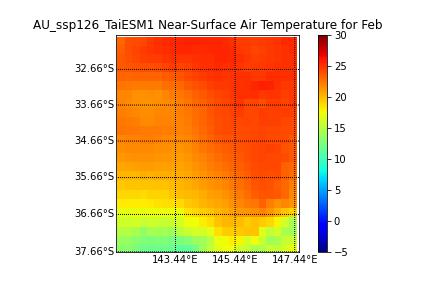 AU_ssp126_TaiESM1 Near-Surface Air Temperature for Feb
32.66°S
33.66°S
34.66°S
35.66°S
36.66°S
37.66°S
143.44°E
145.44°E
147.44°E
30
25
20
15
10
5
0
−5